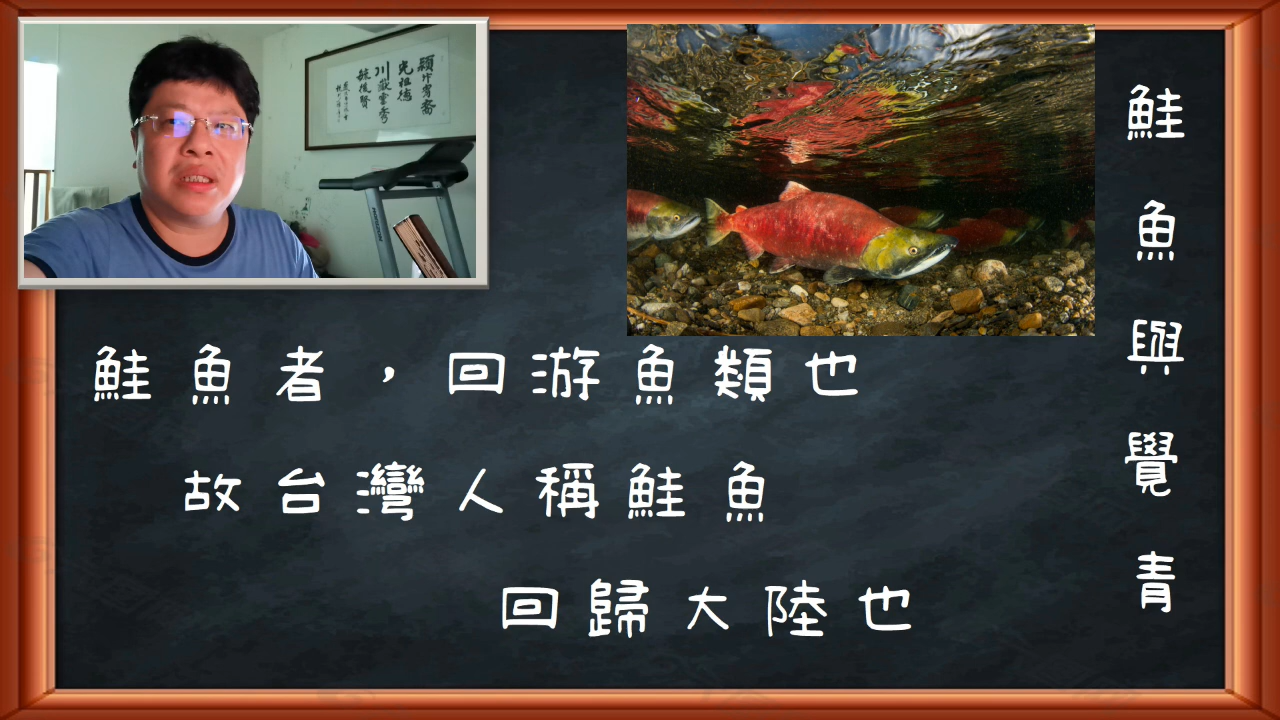 鮭魚與覺青
鮭魚者，回游魚類也
故台灣人稱鮭魚
回歸大陸也